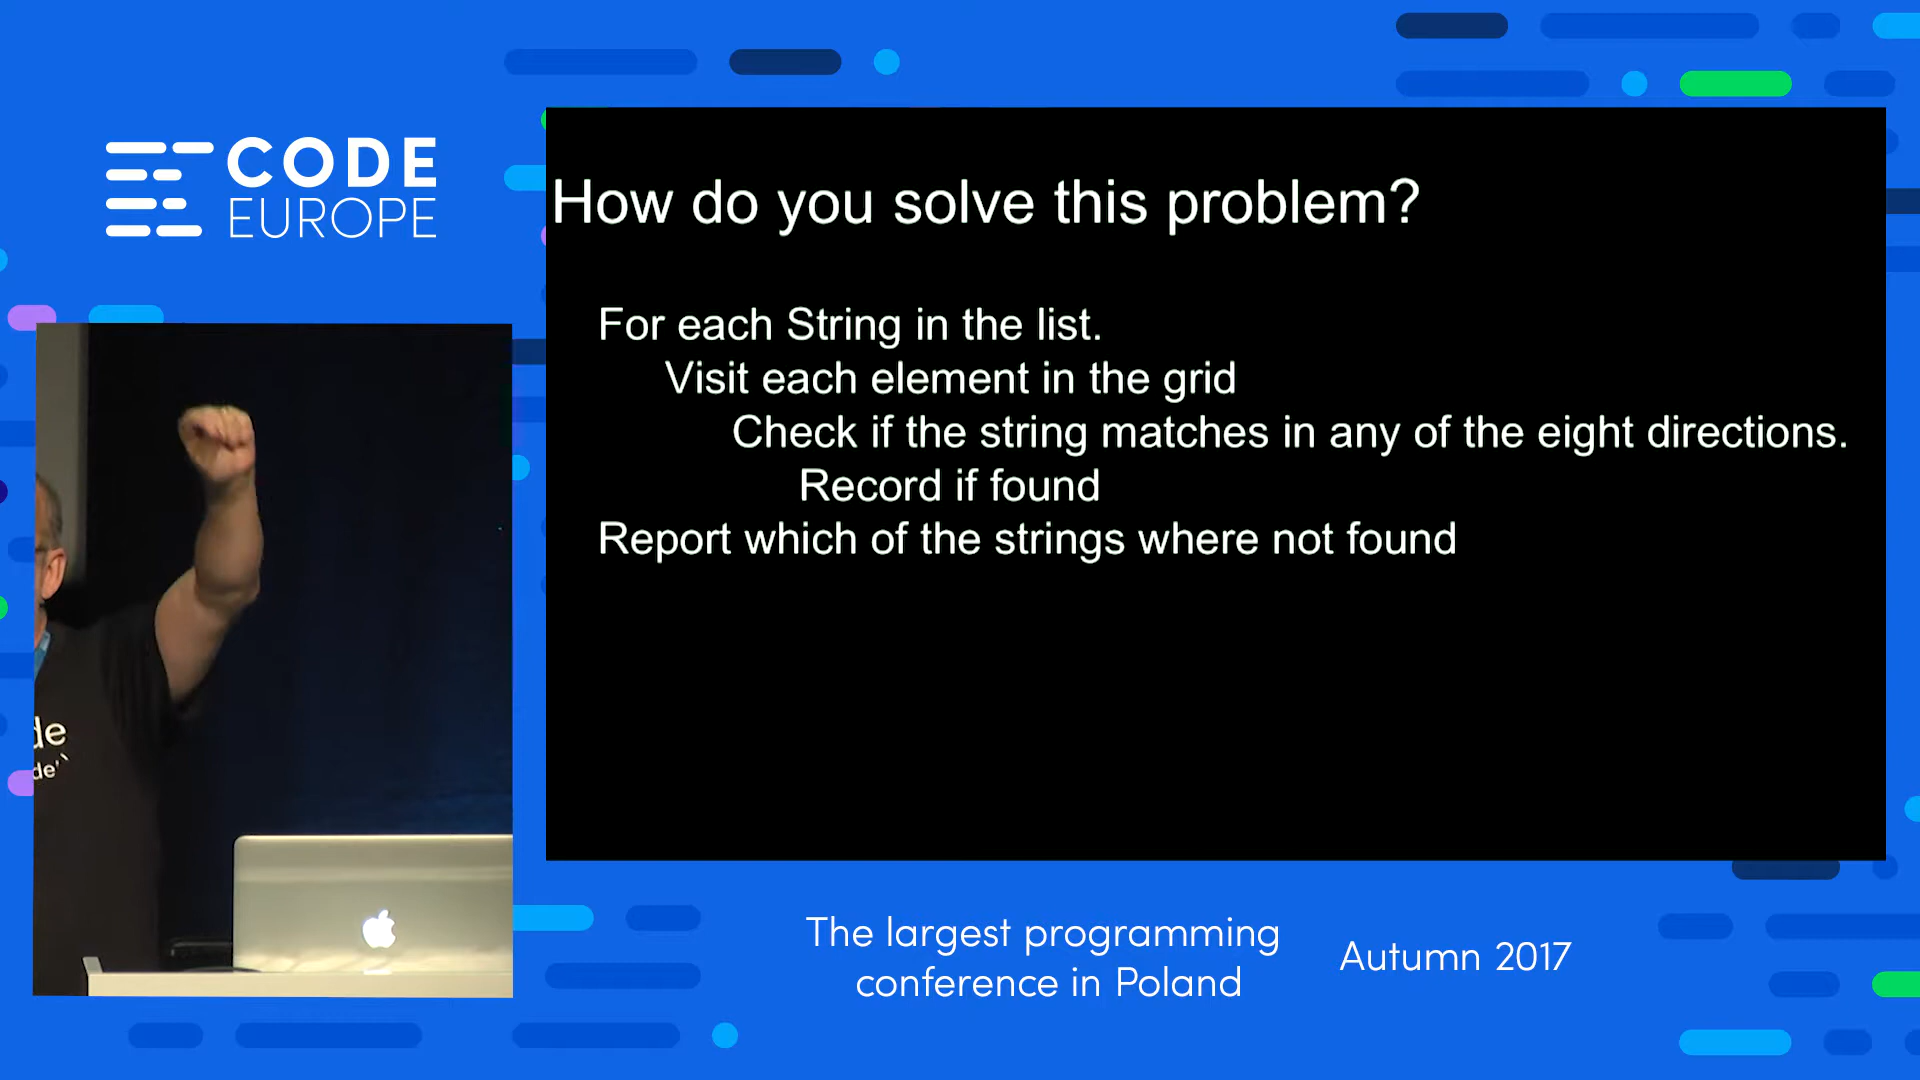 CODE
EUROPE
How do you solve this problem?
For each String in the list.
Visit each element in the grid
Check if the string matches in any of the eight directions.
Record if found
Report which of the strings where not found
de
de'`
The largest programming
conference in Poland
Autumn 2017